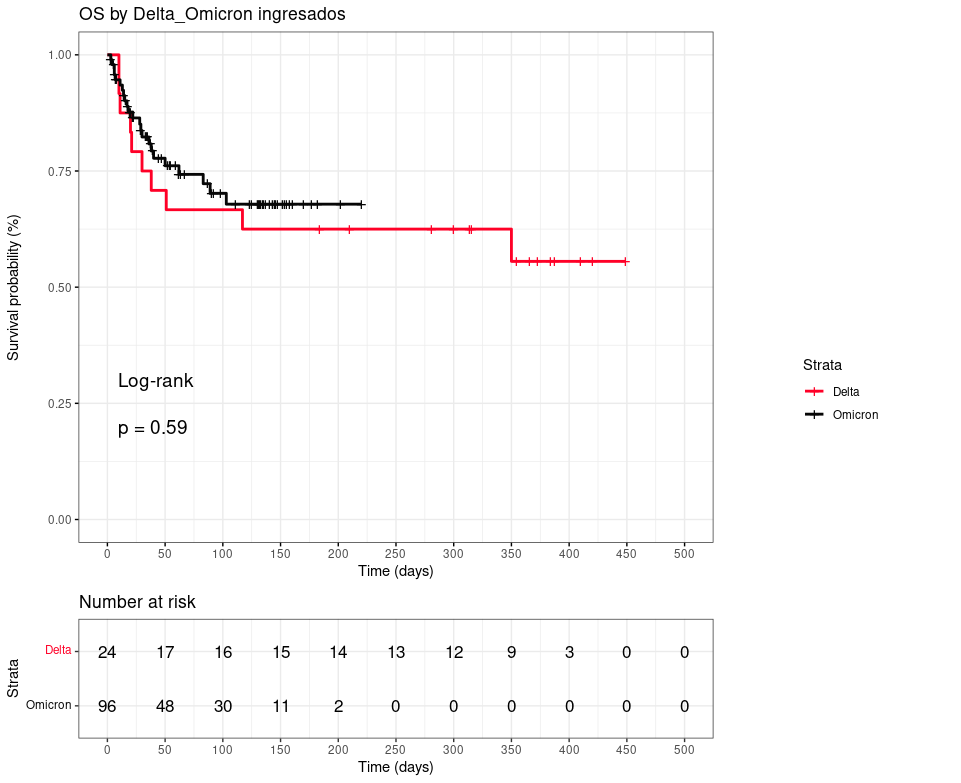 OS by Delta_Omicron ingresados
Survival probability (%)
1.00
0.75
0.50
0.25
0.00
Log-rank
p = 0.59
0 50 100 150 200 250 300 350 400 450 500
Time (days)
Strata
Delta
Omicron
Number at risk
Strata
Delta 24 17 16 15 14 13 12 9 3 0 0
Omicron 96 48 30 11 2 0 0 0 0 0 0
0 50 100 150 200 250 300 350 400 450 500
Time (days)